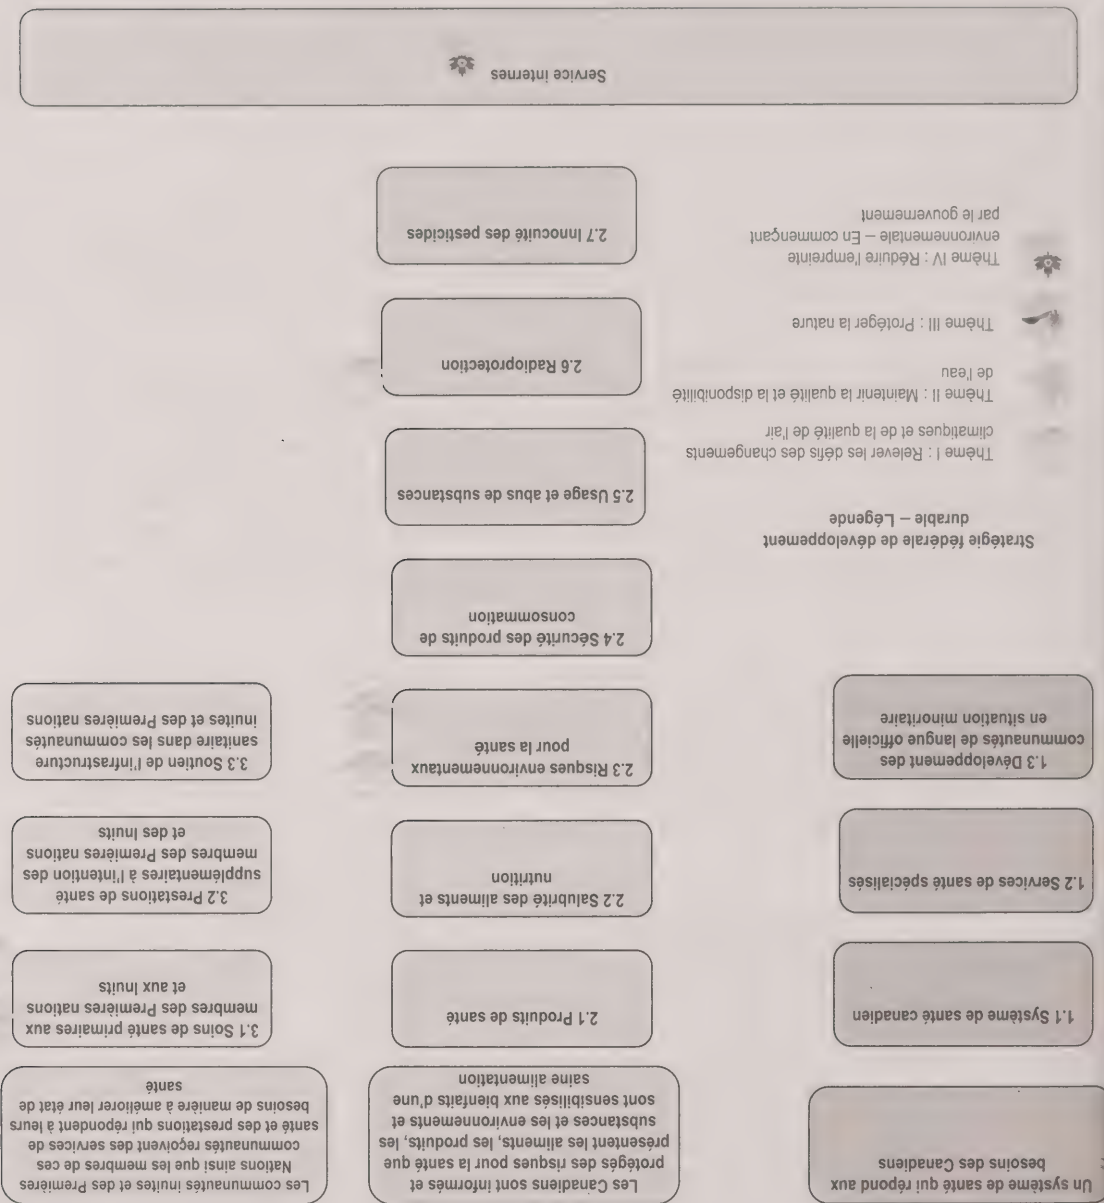 Un système de santé qui répond aux
besoins des Canadiens
1.1 Système de santé canadien
1.2 Services de santé spécialisés
1.3 Développement des
communautés de langue officielle
en situation minoritaire
Les Canadiens sont informés et
protégés des risques pour la santé que
présentent les aliments, les produits, les
substances et les environnements et
sont sensibilisés aux bienfaits d'une
saine alimentation
2.1 Produits de santé
2.2 Salubrité des aliments et
nutrition
2.3 Risques environnementaux
pour la santé
2.4 Sécurité des produits de
consommation
2.5 Usage et abus de substances
2.6 Radioprotection
2.7 Innocuité des pesticides
Les communautés inuites et des Premières
Nations ainsi que les membres de ces
communautés reçoivent des services de
santé et des prestations qui répondent à leurs
besoins de manière à améliorer leur état de
santé
3.1 Soins de santé primaires aux
membres des Premières nations
et aux Inuits
3.2 Prestations de santé
supplémentaires à l'intention des
membres des Premières nations
et des Inuits
3.3 Soutien de l'infrastructure
sanitaire dans les communautés
inuites et des Premières nations
Stratégie fédérale de développement
durable – Légende
Thème I : Relever les défis des changements
climatiques et de la qualité de l'air
Thème II : Maintenir la qualité et la disponibilité
de l'eau
Thème III : Protéger la nature
Thème IV : Réduire l'empreinte
environnementale – En commençant
par le gouvernement
Service internes